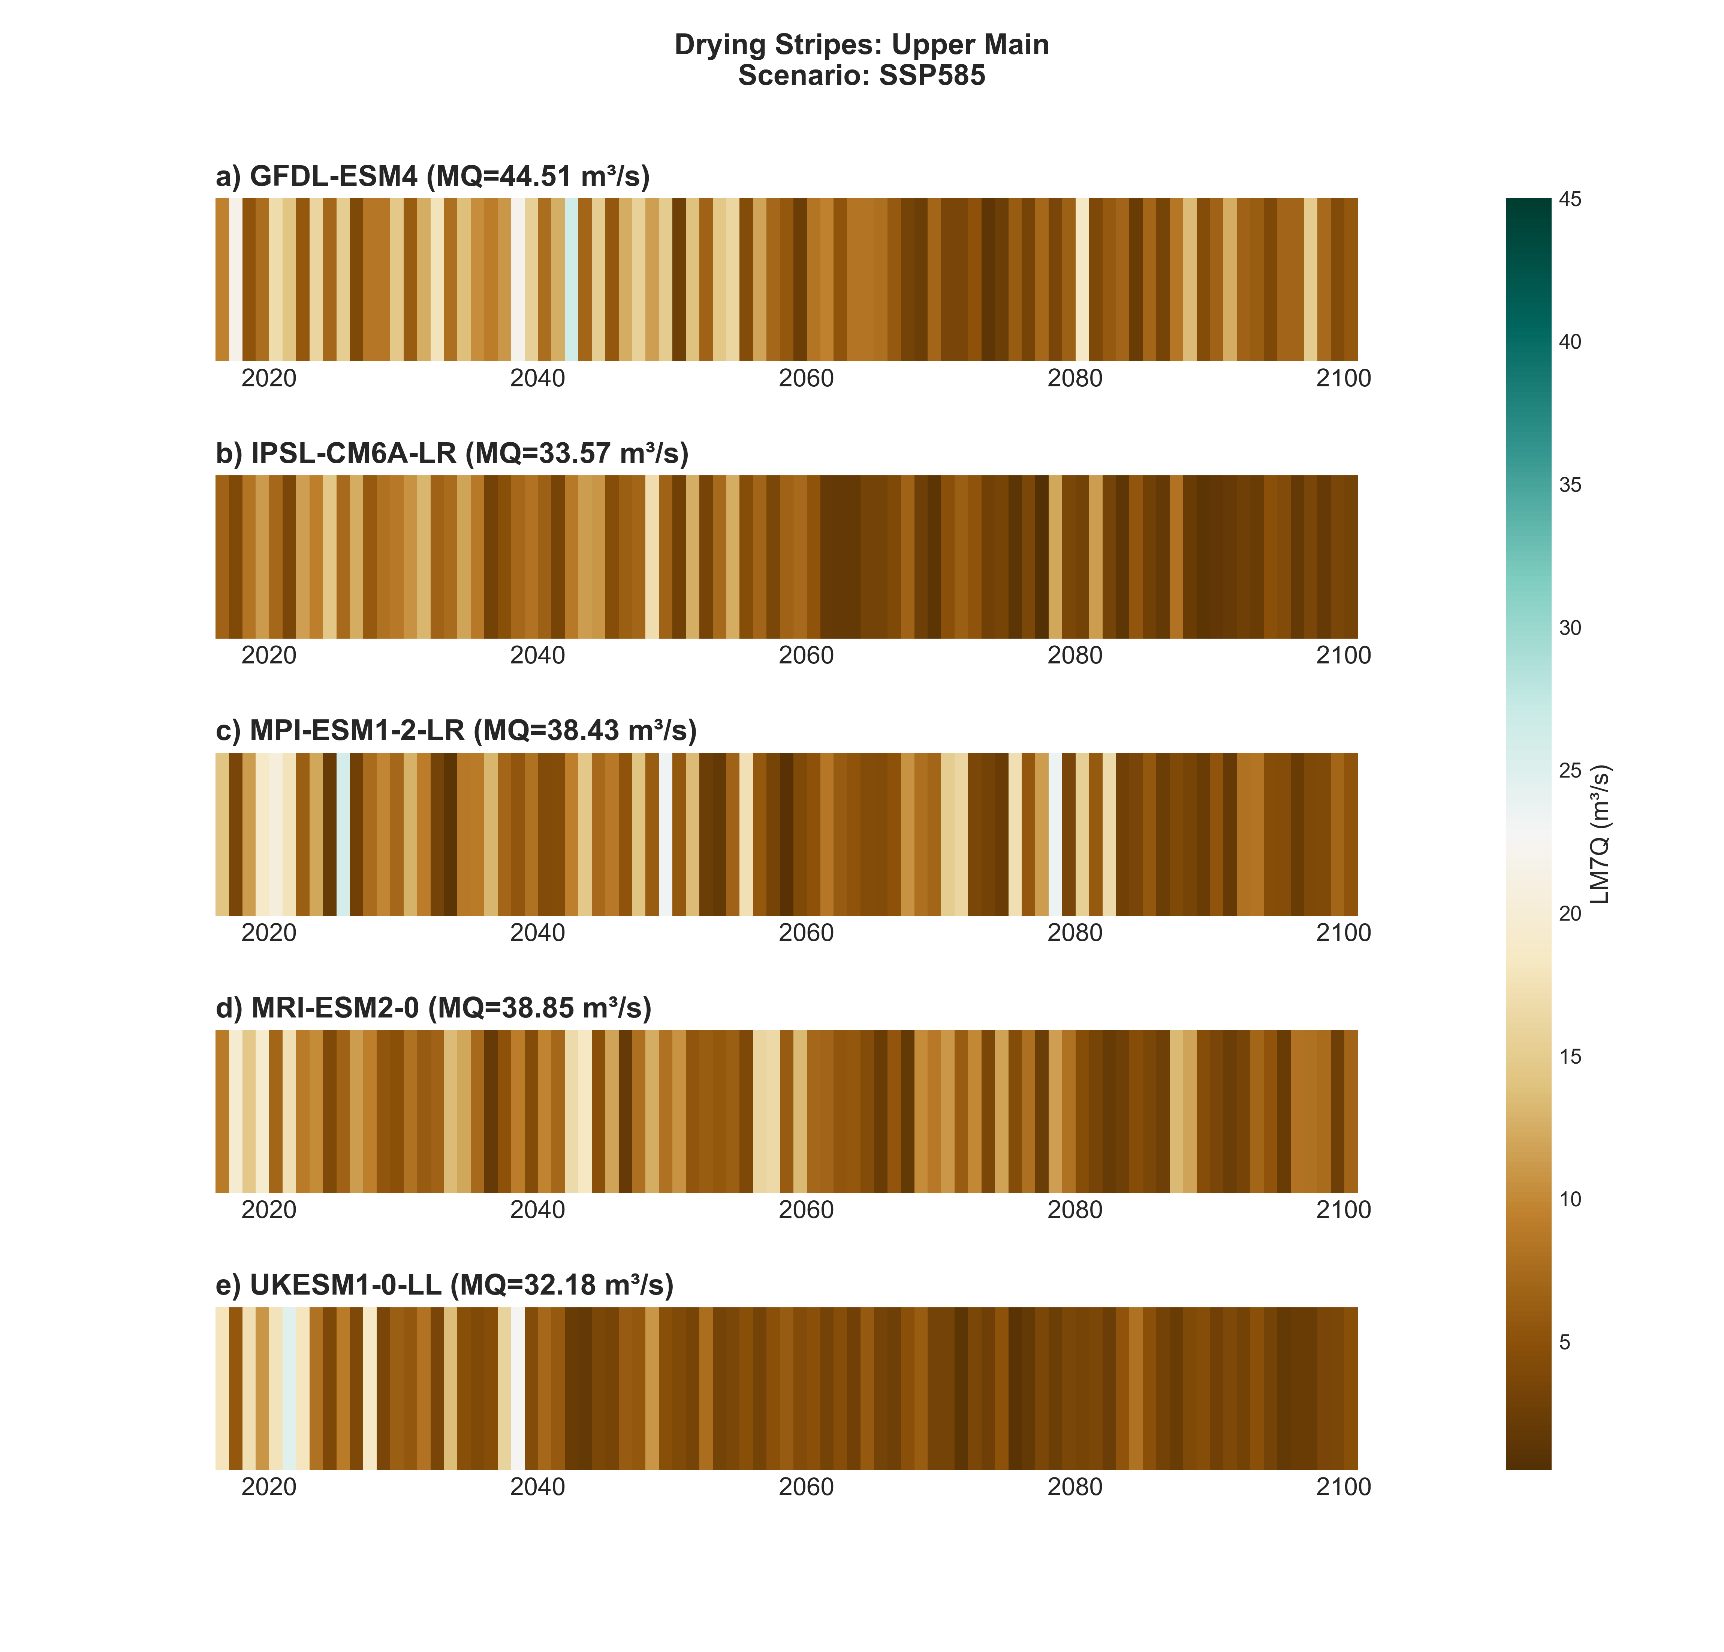 Drying Stripes: Upper Main
Scenario: SSP585
a) GFDL-ESM4 (MQ=44.51 m³/s)
2020 2040 2060 2080 2100
b) IPSL-CM6A-LR (MQ=33.57 m³/s)
2020 2040 2060 2080 2100
c) MPI-ESM1-2-LR (MQ=38.43 m³/s)
2020 2040 2060 2080 2100
d) MRI-ESM2-0 (MQ=38.85 m³/s)
2020 2040 2060 2080 2100
e) UKESM1-0-LL (MQ=32.18 m³/s)
2020 2040 2060 2080 2100
45
40
35
30
25
20
15
10
5
LM7Q (m³/s)